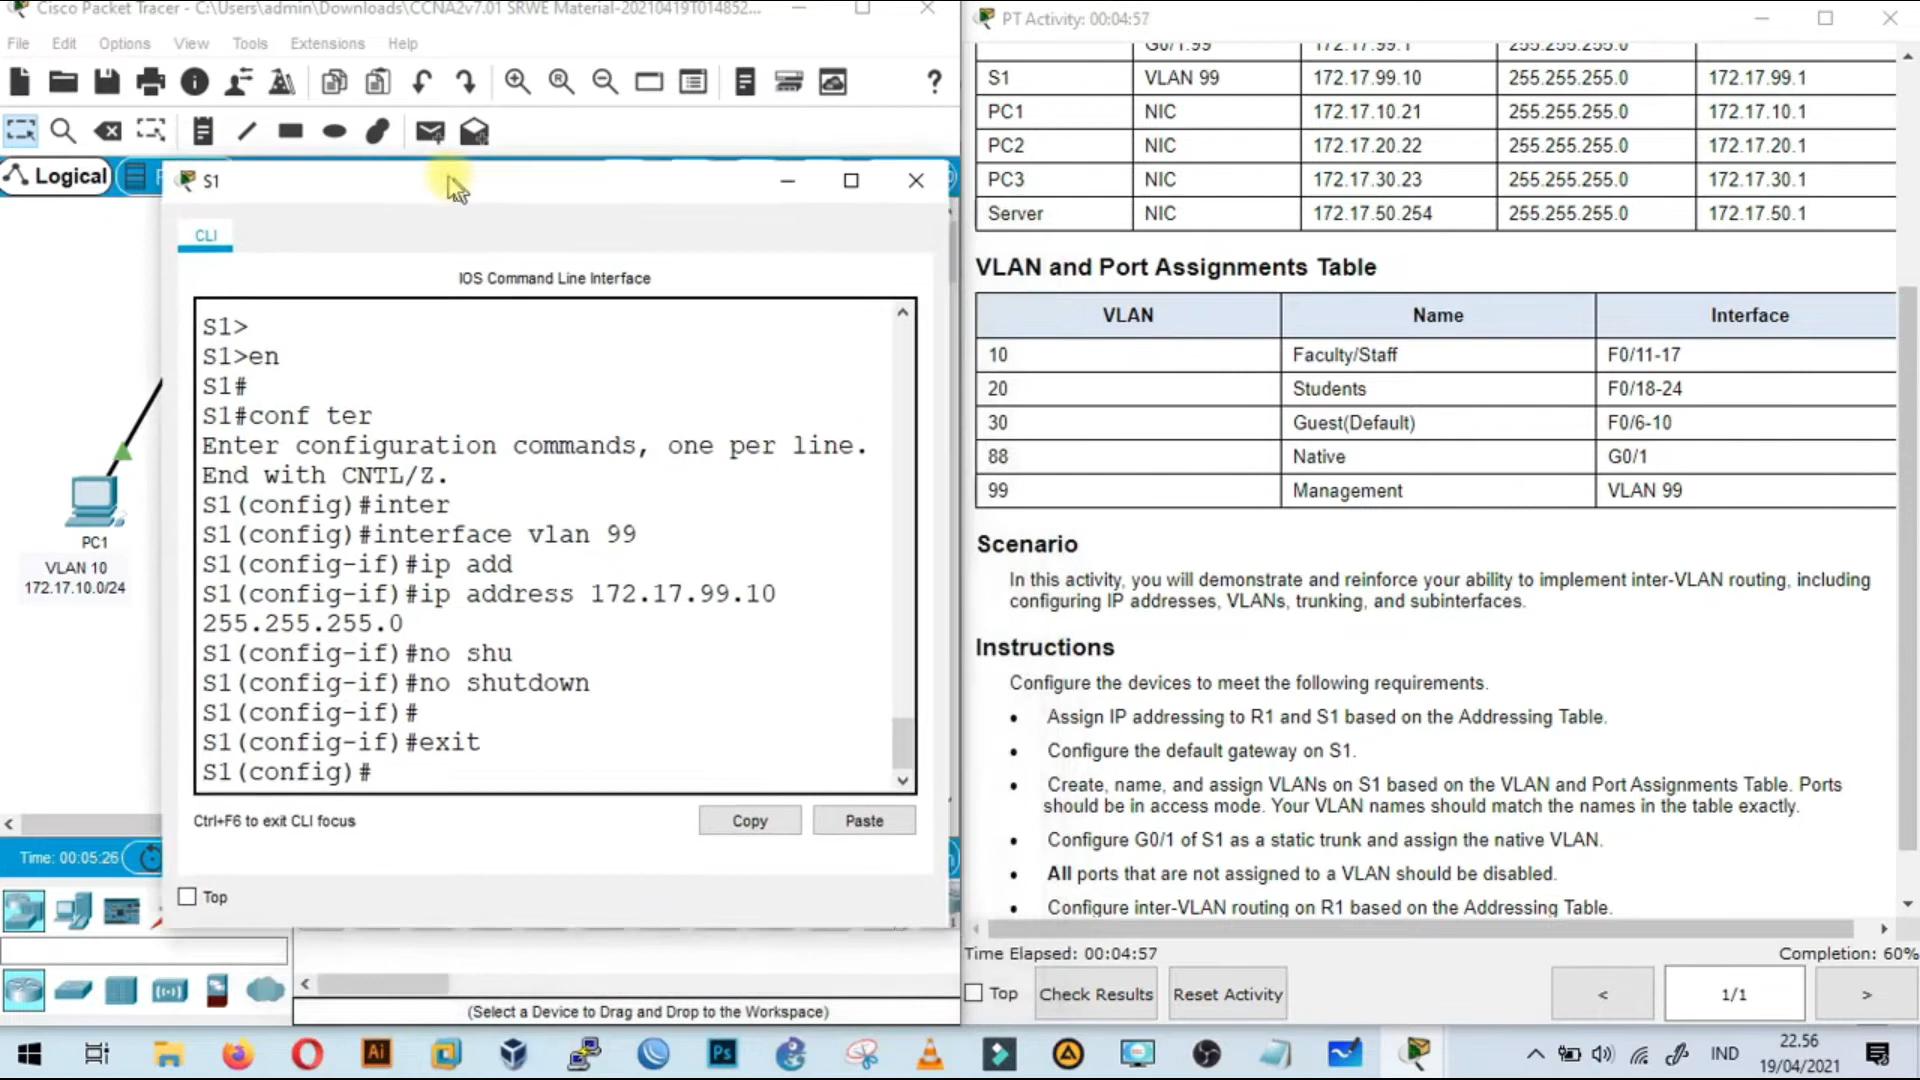 Cisco Packet Tracer - C:\Users\admin\Downloads\CCNA2v7.01 SRWE Material-20210419T014852...
File Edit Options View Tools Extensions Help
?
Logical
S1
CLI
IOS Command Line Interface
S1>
S1>en
S1#
S1#conf ter
Enter configuration commands, one per line.
End with CNTL/Z.
S1(config)#inter
S1(config)#interface vlan 99
S1(config-if)#ip add
S1(config-if)#ip address 172.17.99.10
255.255.255.0
S1(config-if)#no shu
S1(config-if)#no shutdown
S1(config-if)#
S1(config-if)#exit
S1(config)#
Ctrl+F6 to exit CLI focus
Copy
Paste
Top
PC1
VLAN 10
172.17.10.0/24
Time: 00:05:26
(Select a Device to Drag and Drop to the Workspace)
PT Activity: 00:04:57
G0/1.99 172.17.99.1 255.255.255.0
S1 VLAN 99 172.17.99.10 255.255.255.0 172.17.99.1
PC1 NIC 172.17.10.21 255.255.255.0 172.17.10.1
PC2 NIC 172.17.20.22 255.255.255.0 172.17.20.1
PC3 NIC 172.17.30.23 255.255.255.0 172.17.30.1
Server NIC 172.17.50.254 255.255.255.0 172.17.50.1
VLAN and Port Assignments Table
VLAN Name Interface
10 Faculty/Staff F0/11-17
20 Students F0/18-24
30 Guest(Default) F0/6-10
88 Native G0/1
99 Management VLAN 99
Scenario
In this activity, you will demonstrate and reinforce your ability to implement inter-VLAN routing, including
configuring IP addresses, VLANs, trunking, and subinterfaces.
Instructions
Configure the devices to meet the following requirements.
• Assign IP addressing to R1 and S1 based on the Addressing Table.
• Configure the default gateway on S1.
• Create, name, and assign VLANs on S1 based on the VLAN and Port Assignments Table. Ports
should be in access mode. Your VLAN names should match the names in the table exactly.
• Configure G0/1 of S1 as a static trunk and assign the native VLAN.
• All ports that are not assigned to a VLAN should be disabled.
• Configure inter-VLAN routing on R1 based on the Addressing Table.
Time Elapsed: 00:04:57
Completion: 60%
Top
Check Results
Reset Activity
<
1/1
>
Ai
Ps
IND
22.56
19/04/2021